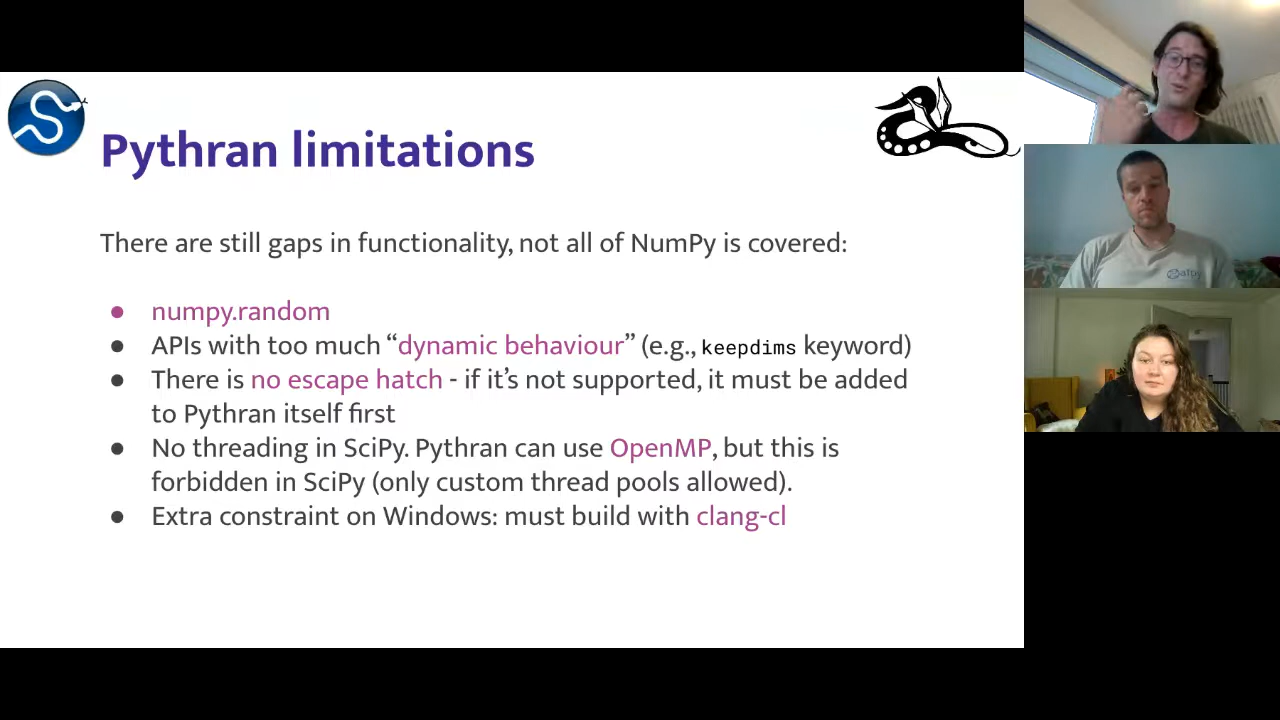 Pythran limitations
There are still gaps in functionality, not all of NumPy is covered:
● numpy.random
● APIs with too much “dynamic behaviour” (e.g., keepdims keyword)
● There is no escape hatch - if it’s not supported, it must be added
to Pythran itself first
● No threading in SciPy. Pythran can use OpenMP, but this is
forbidden in SciPy (only custom thread pools allowed).
● Extra constraint on Windows: must build with clang-cl